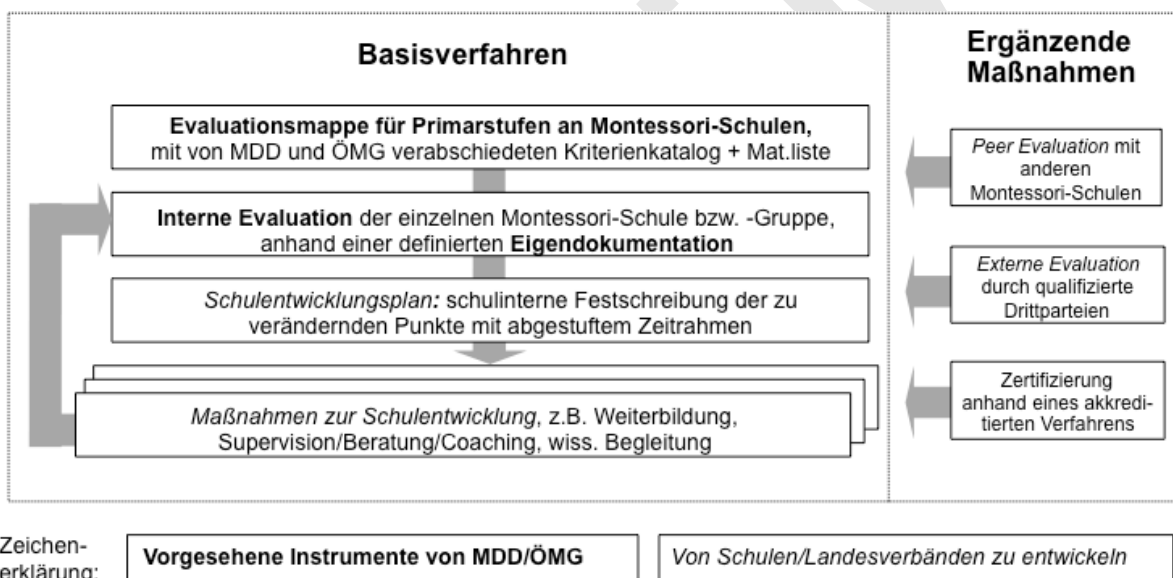 Basisverfahren
Evaluationsmappe für Primarstufen an Montessori-Schulen,
mit von MDD und ÖMG verabschiedeten Kriterienkatalog + Mat.liste
Interne Evaluation der einzelnen Montessori-Schule bzw. -Gruppe,
anhand einer definierten Eigendokumentation
Schulentwicklungsplan: schulinterne Festschreibung der zu
verändernden Punkte mit abgestuftem Zeitrahmen
Maßnahmen zur Schulentwicklung, z.B. Weiterbildung,
Supervision/Beratung/Coaching, wiss. Begleitung
Ergänzende
Maßnahmen
Peer Evaluation mit
anderen
Montessori-Schulen
Externe Evaluation
durch qualifizierte
Drittparteien
Zertifizierung
anhand eines akkredi-
tierten Verfahrens
Zeichen-
erklärung:
Vorgesehene Instrumente von MDD/ÖMG
Von Schulen/Landesverbänden zu entwickeln